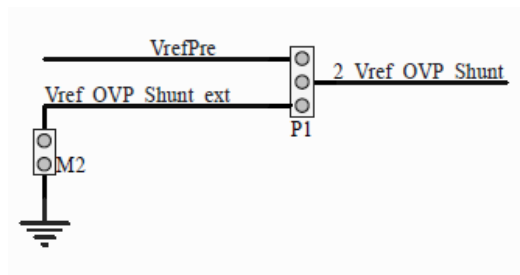 VrefPre
2 Vref OVP Shunt
Vref OVP Shunt ext
P1
M2